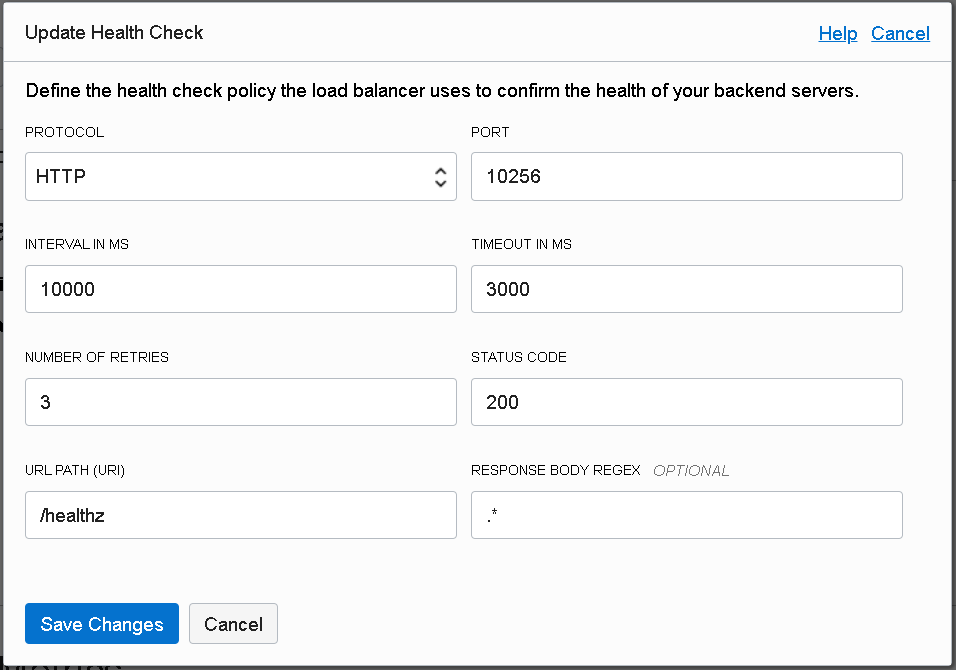 Update Health Check
Help Cancel
Define the health check policy the load balancer uses to confirm the health of your backend servers.
PROTOCOL PORT
HTTP 10256
INTERVAL IN MS TIMEOUT IN MS
10000 3000
NUMBER OF RETRIES STATUS CODE
3 200
URL PATH (URI) RESPONSE BODY REGEX OPTIONAL
/healthz .*
Save Changes Cancel